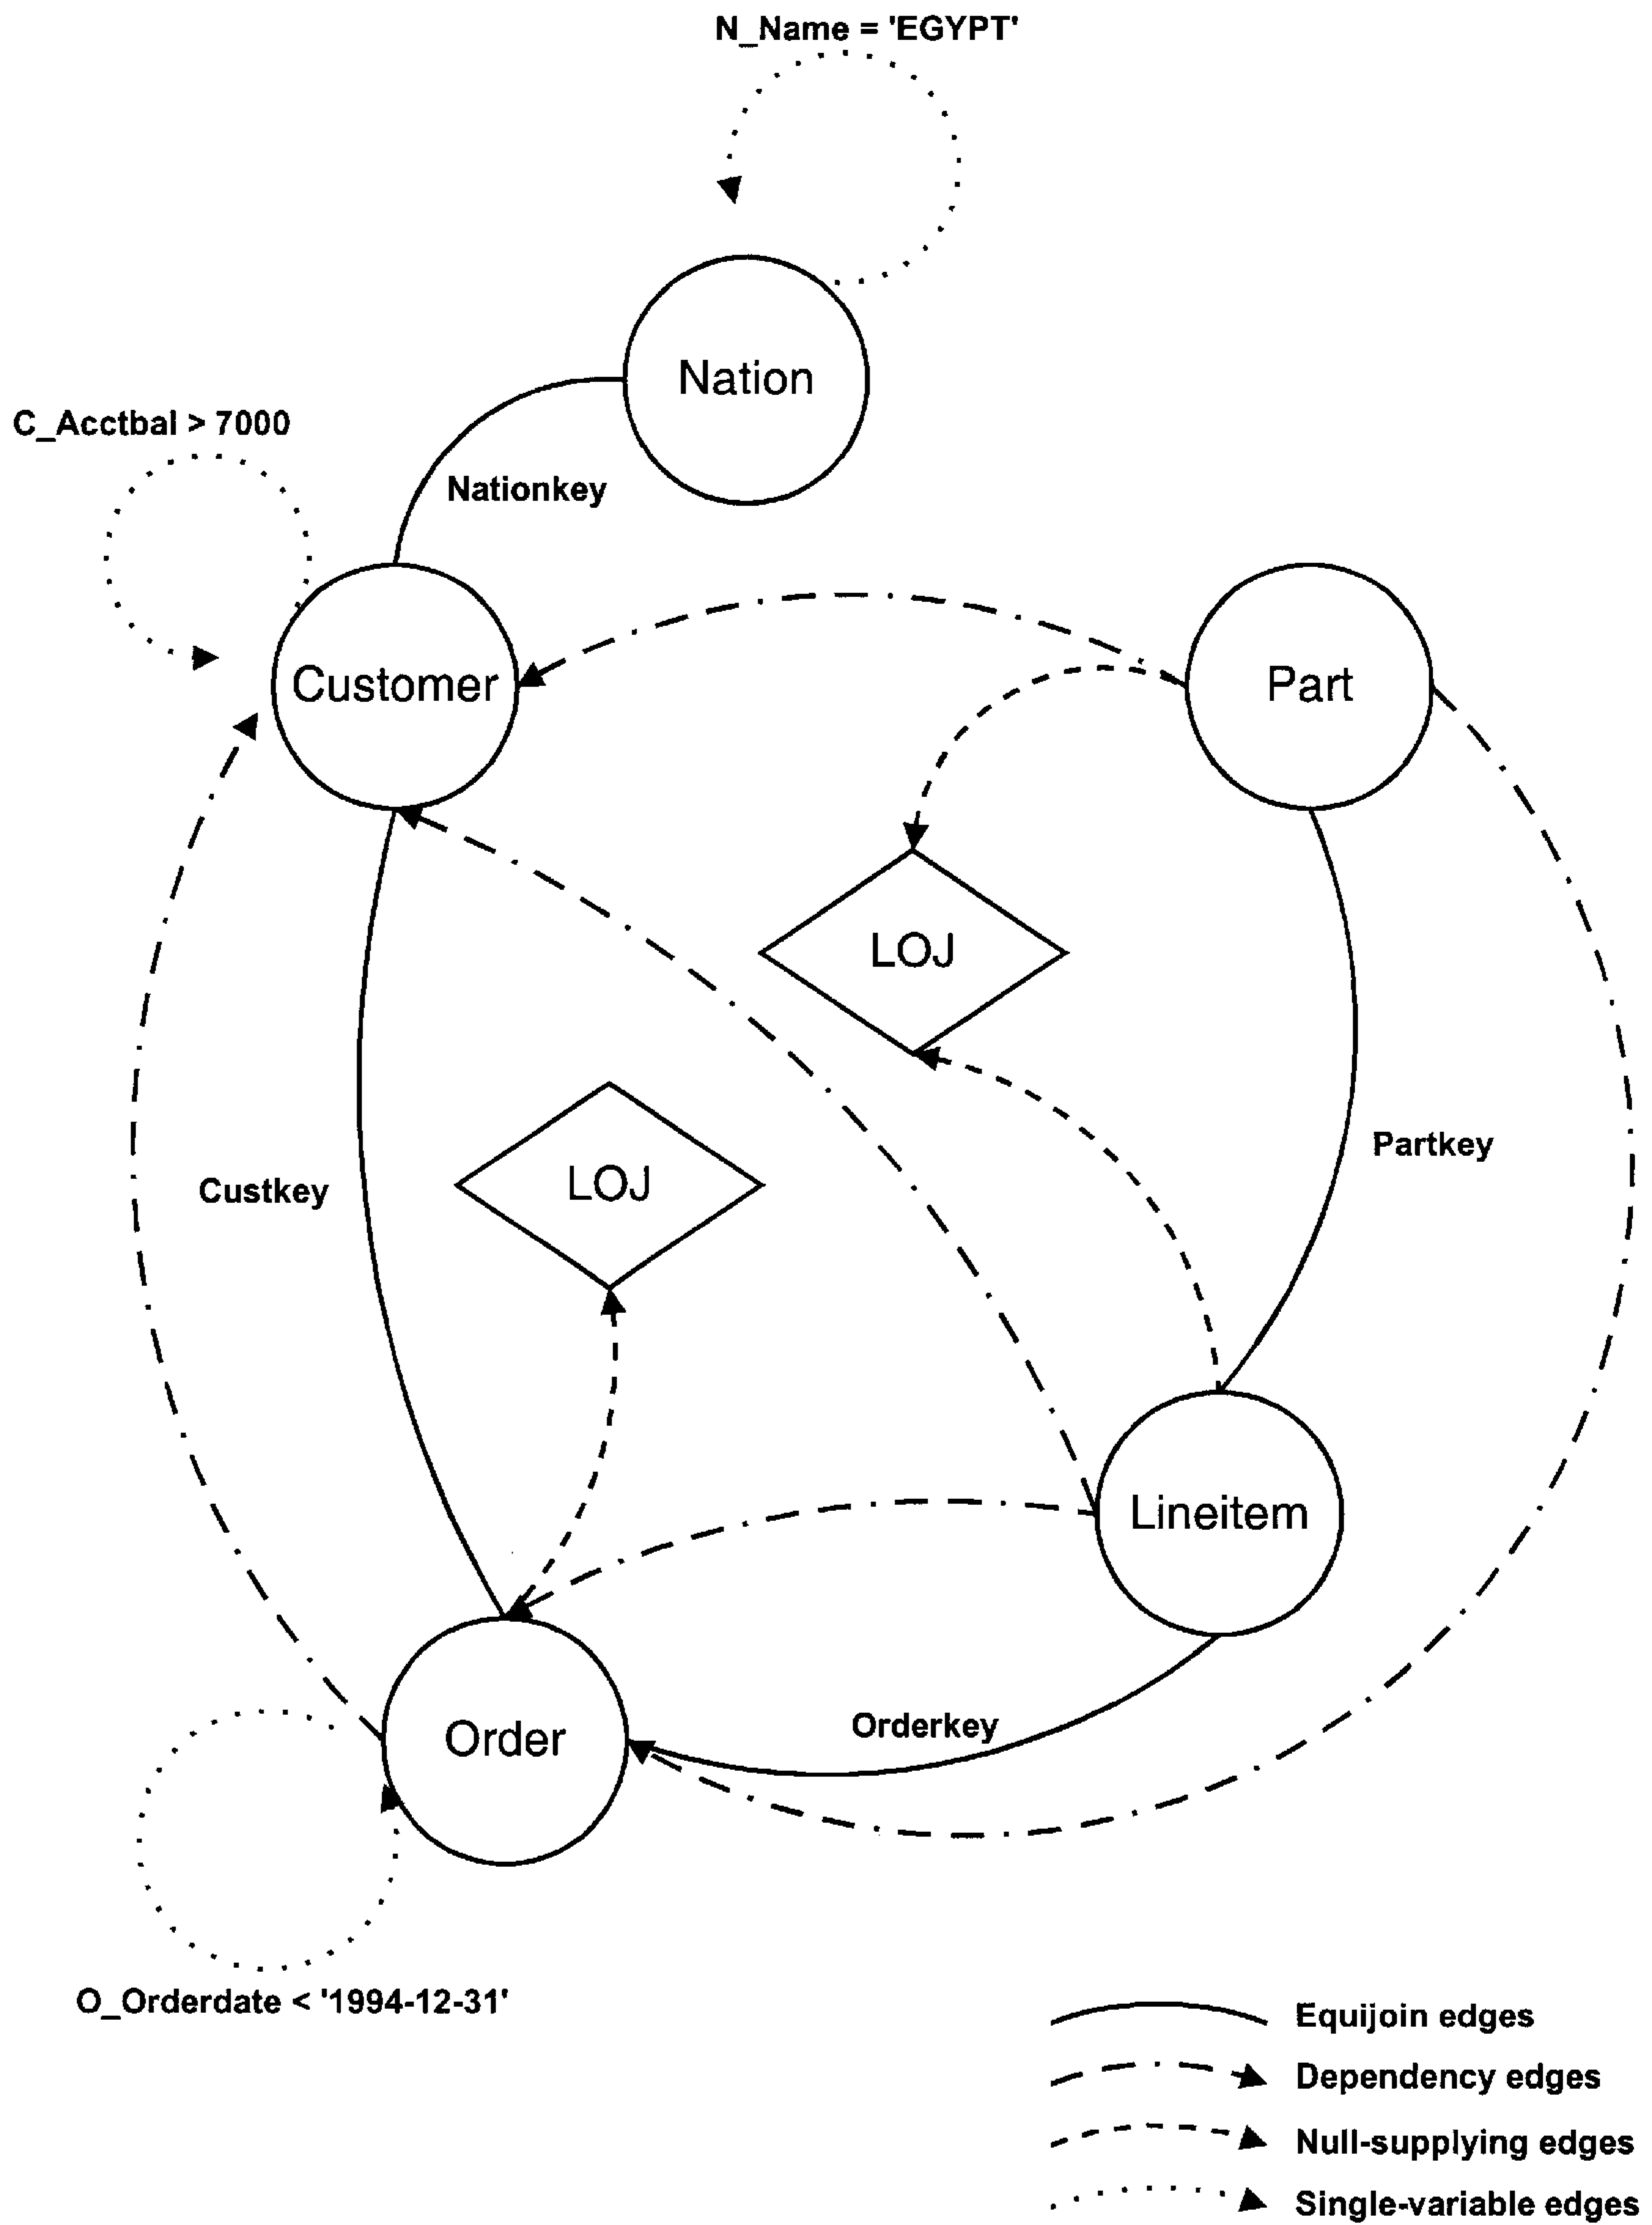 N_Name = 'EGYPT'
Nation
C_Acctbal > 7000
Nationkey
Customer
Part
LOJ
Partkey
LOJ
Custkey
Lineitem
Orderkey
Order
O_Orderdate < '1994-12-31'
Equijoin edges
Dependency edges
Null-supplying edges
Single-variable edges